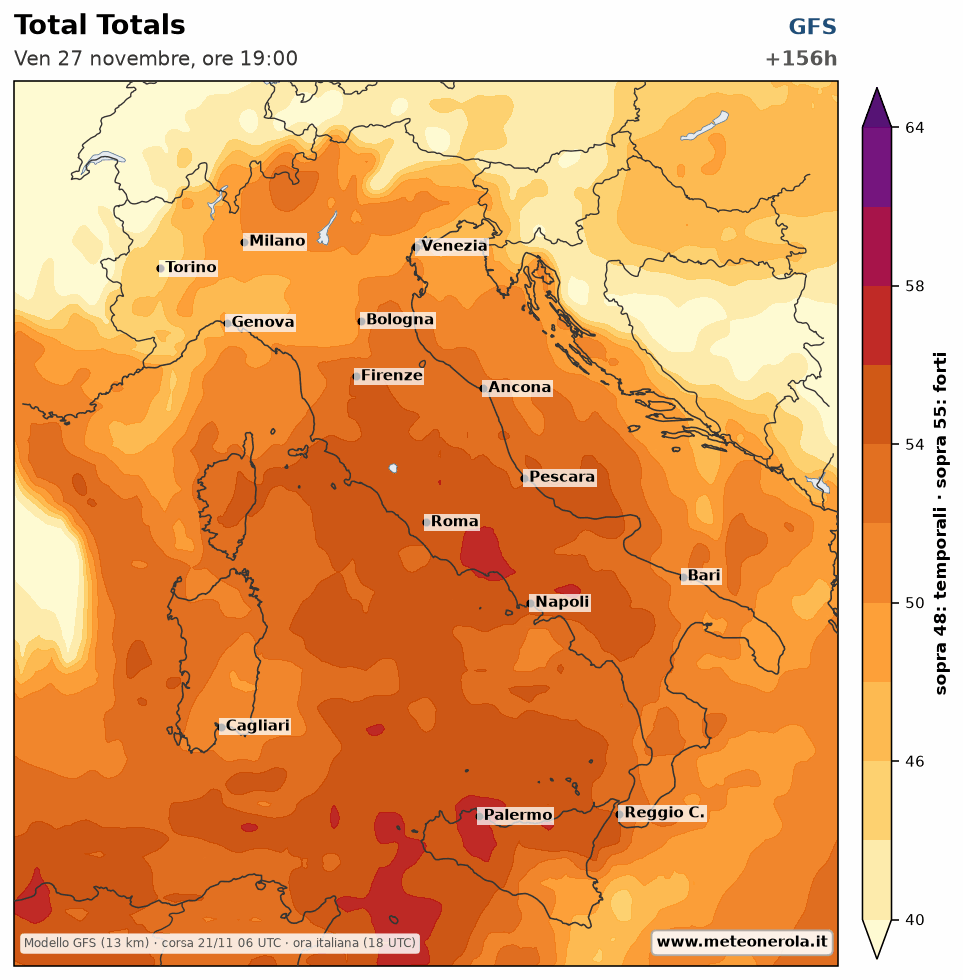 Total Totals
GFS
Ven 27 novembre, ore 19:00
+156h
64
58
54
50
46
40
sopra 48: temporali · sopra 55: forti
Milano
Venezia
Torino
Genova
Bologna
Firenze
Ancona
Pescara
Roma
Bari
Napoli
Cagliari
Palermo
Reggio C.
Modello GFS (13 km) · corsa 21/11 06 UTC · ora italiana (18 UTC)
www.meteonerola.it